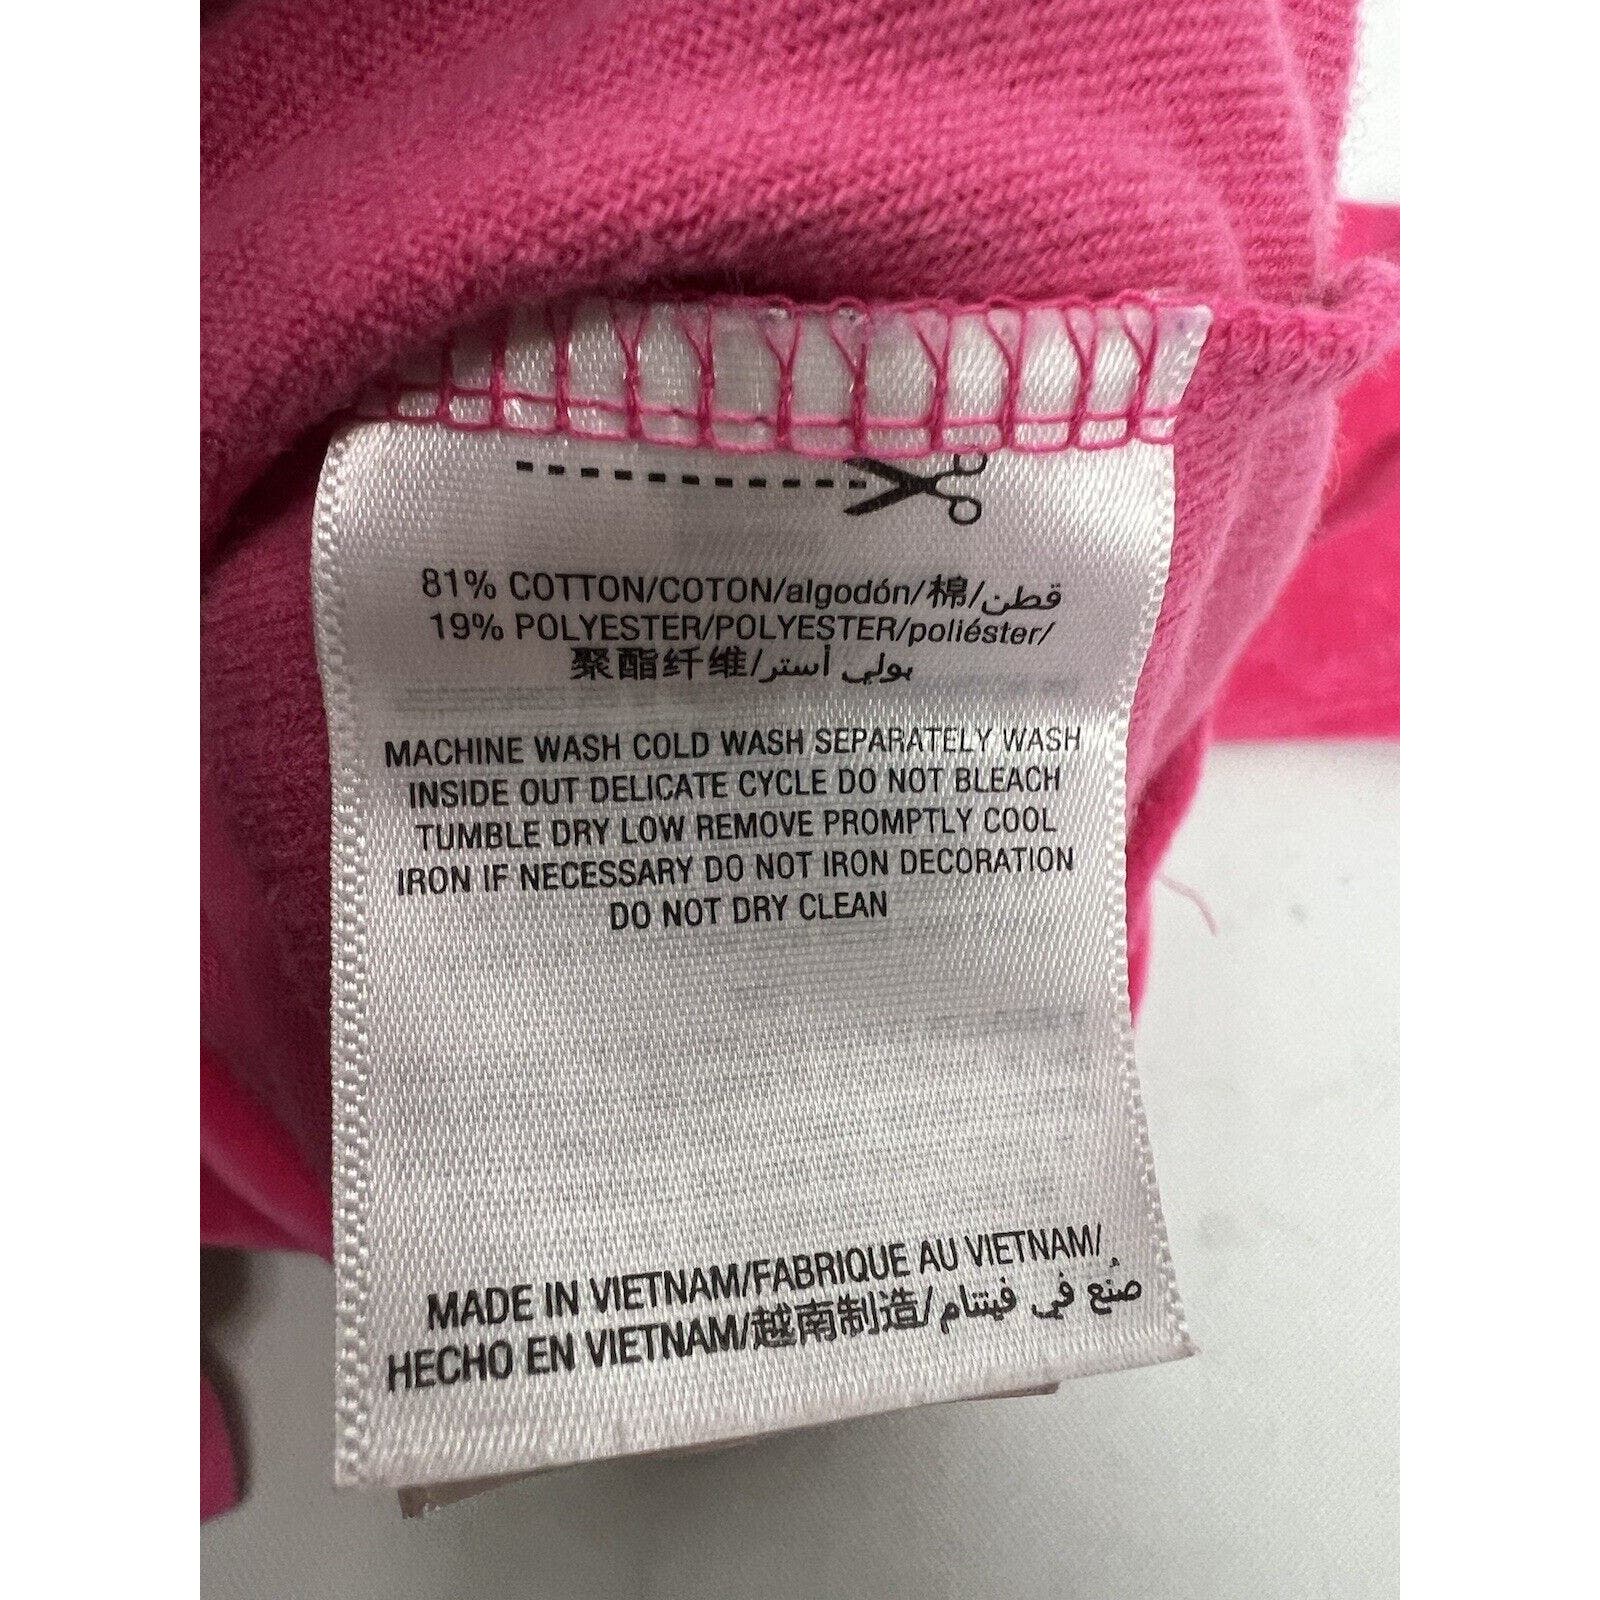 81% COTTON/COTON/algodón/棉/قطن
19% POLYESTER/POLYESTER/poliéster/
聚酯纤维/بولي أستر
MACHINE WASH COLD WASH SEPARATELY WASH
INSIDE OUT DELICATE CYCLE DO NOT BLEACH
TUMBLE DRY LOW REMOVE PROMPTLY COOL
IRON IF NECESSARY DO NOT IRON DECORATION
DO NOT DRY CLEAN
MADE IN VIETNAM/FABRIQUE AU VIETNAM/
HECHO EN VIETNAM/越南制造/صُنع في فيتنام